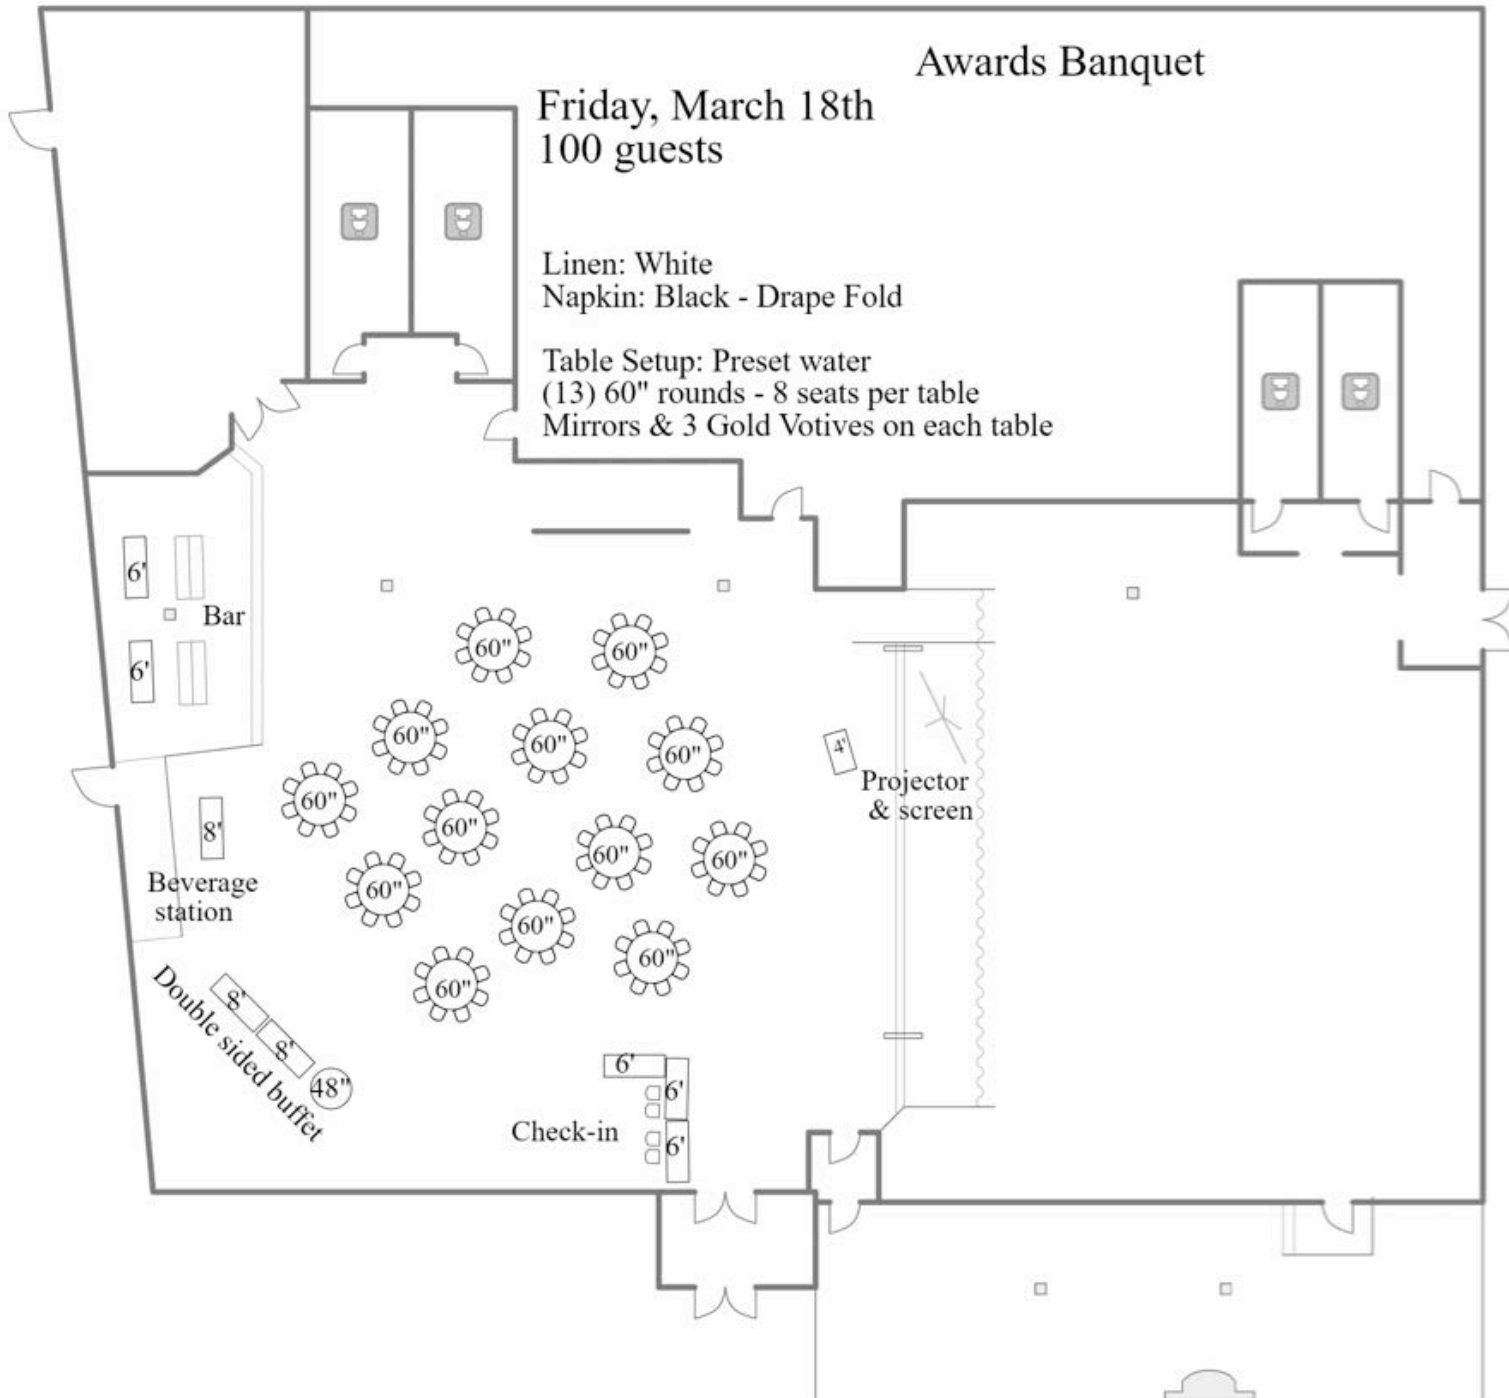 Awards Banquet
Friday, March 18th
100 guests
Linen: White
Napkin: Black - Drape Fold
Table Setup: Preset water
(13) 60" rounds - 8 seats per table
Mirrors & 3 Gold Votives on each table
6'
Bar
6'
60"
60"
60"
60"
60"
4'
Projector
& screen
60"
60"
60"
60"
8'
Beverage
station
60"
60"
60"
60"
8'
8'
48"
Double sided buffet
6'
6'
Check-in
6'